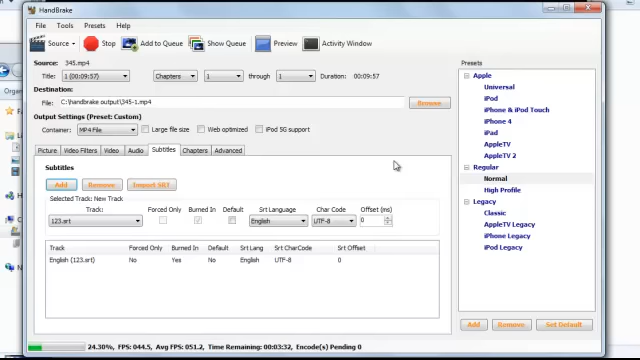 HandBrake
File Tools Presets Help
Source Stop Add to Queue Show Queue Preview Activity Window
Source: 345.mp4
Title: 1 (00:09:57) Chapters 1 through 1 Duration: 00:09:57
Destination:
File: C:\handbrake output\345-1.mp4 Browse
Output Settings (Preset: Custom)
Container: MP4 File Large file size Web optimized iPod 5G support
Picture Video Filters Video Audio Subtitles Chapters Advanced
Subtitles
Add Remove Import SRT
Selected Track: New Track
Track: Forced Only Burned In Default Srt Language Char Code Offset (ms)
123.srt English UTF-8 0
Track Forced Only Burned In Default Srt Lang Srt CharCode Srt Offset
English (123.srt) No Yes No English UTF-8 0
Presets
Apple
Universal
iPod
iPhone & iPod Touch
iPhone 4
iPad
AppleTV
AppleTV 2
Regular
Normal
High Profile
Legacy
Classic
AppleTV Legacy
iPhone Legacy
iPod Legacy
Add Remove Set Default
24.30%, FPS: 044.5, Avg FPS: 051.2, Time Remaining: 00:03:32, Encode(s) Pending 0